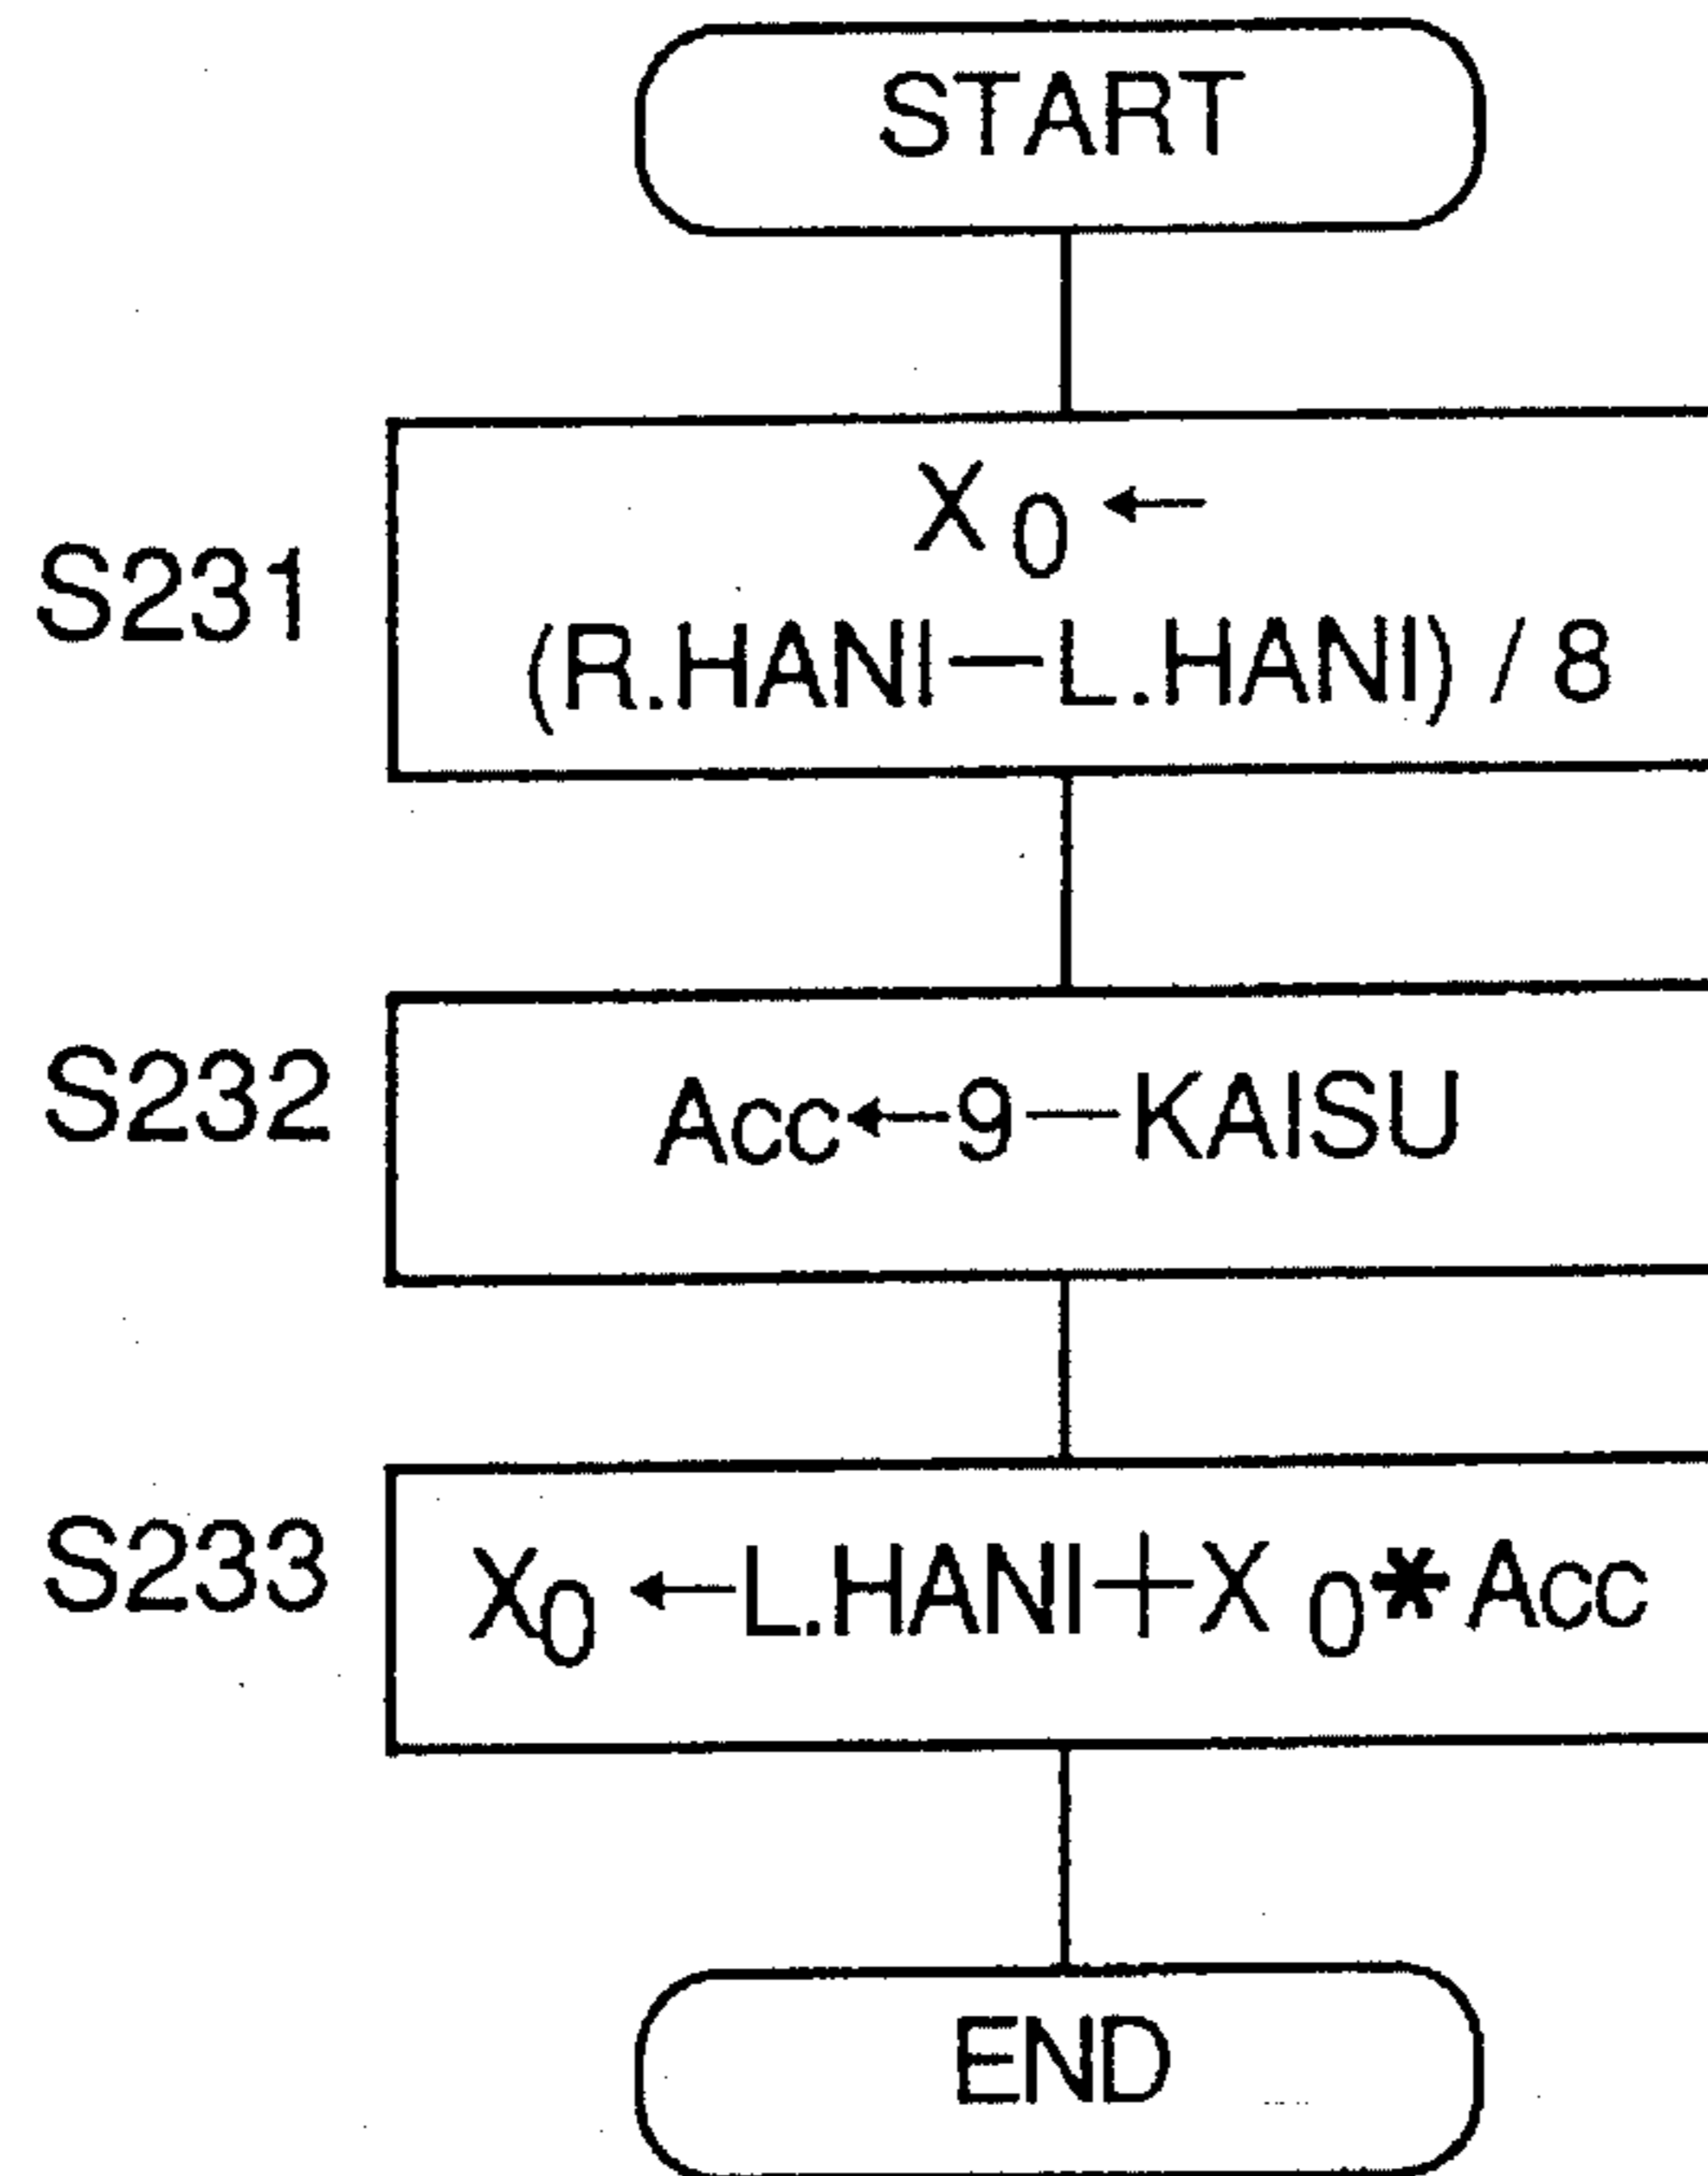 START
S231
X₀ ←
(R.HANI—L.HANI) / 8
S232
Acc←9—KAISU
S233
X₀ ←L.HANI+X ₀*Acc
END